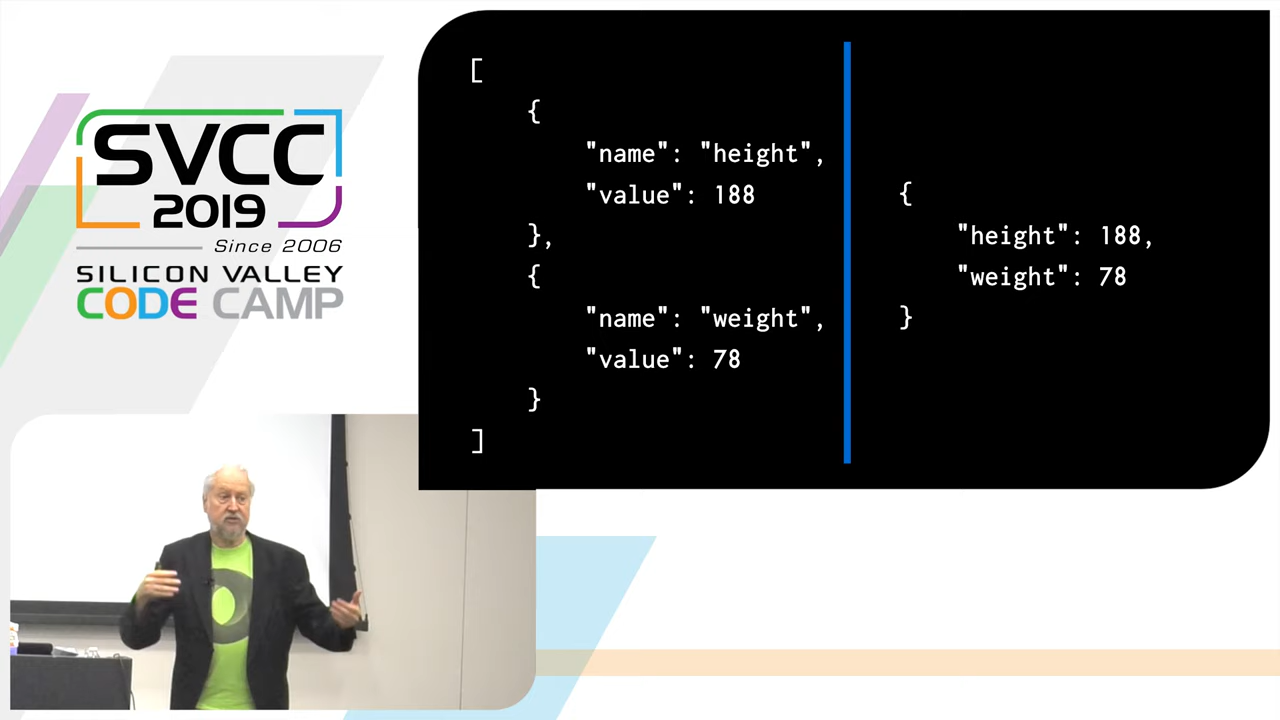 SVCC
2019
Since 2006
SILICON VALLEY
CODE CAMP
[
    {
        "name": "height",
        "value": 188
    },
    {
        "name": "weight",
        "value": 78
    }
]
{
    "height": 188,
    "weight": 78
}